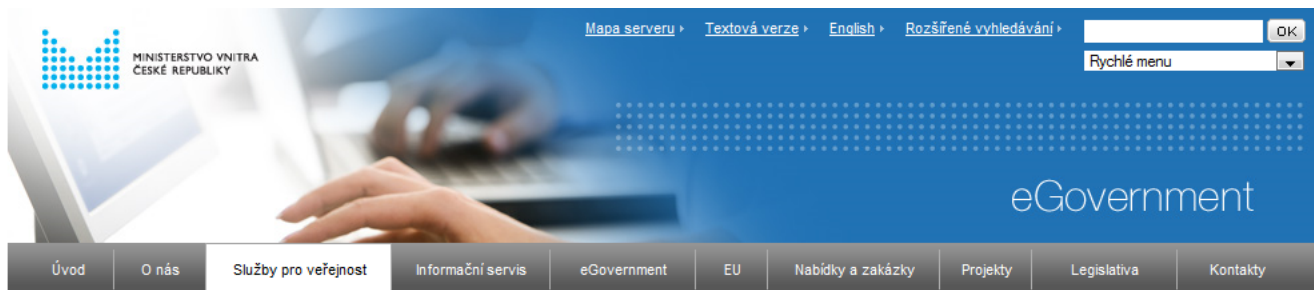 Mapa serveru Textová verze English Rozšířené vyhledávání OK
MINISTERSTVO VNITRA
ČESKÉ REPUBLIKY
Rychlé menu
eGovernment
Úvod O nás Služby pro veřejnost Informační servis eGovernment EU Nabídky a zakázky Projekty Legislativa Kontakty